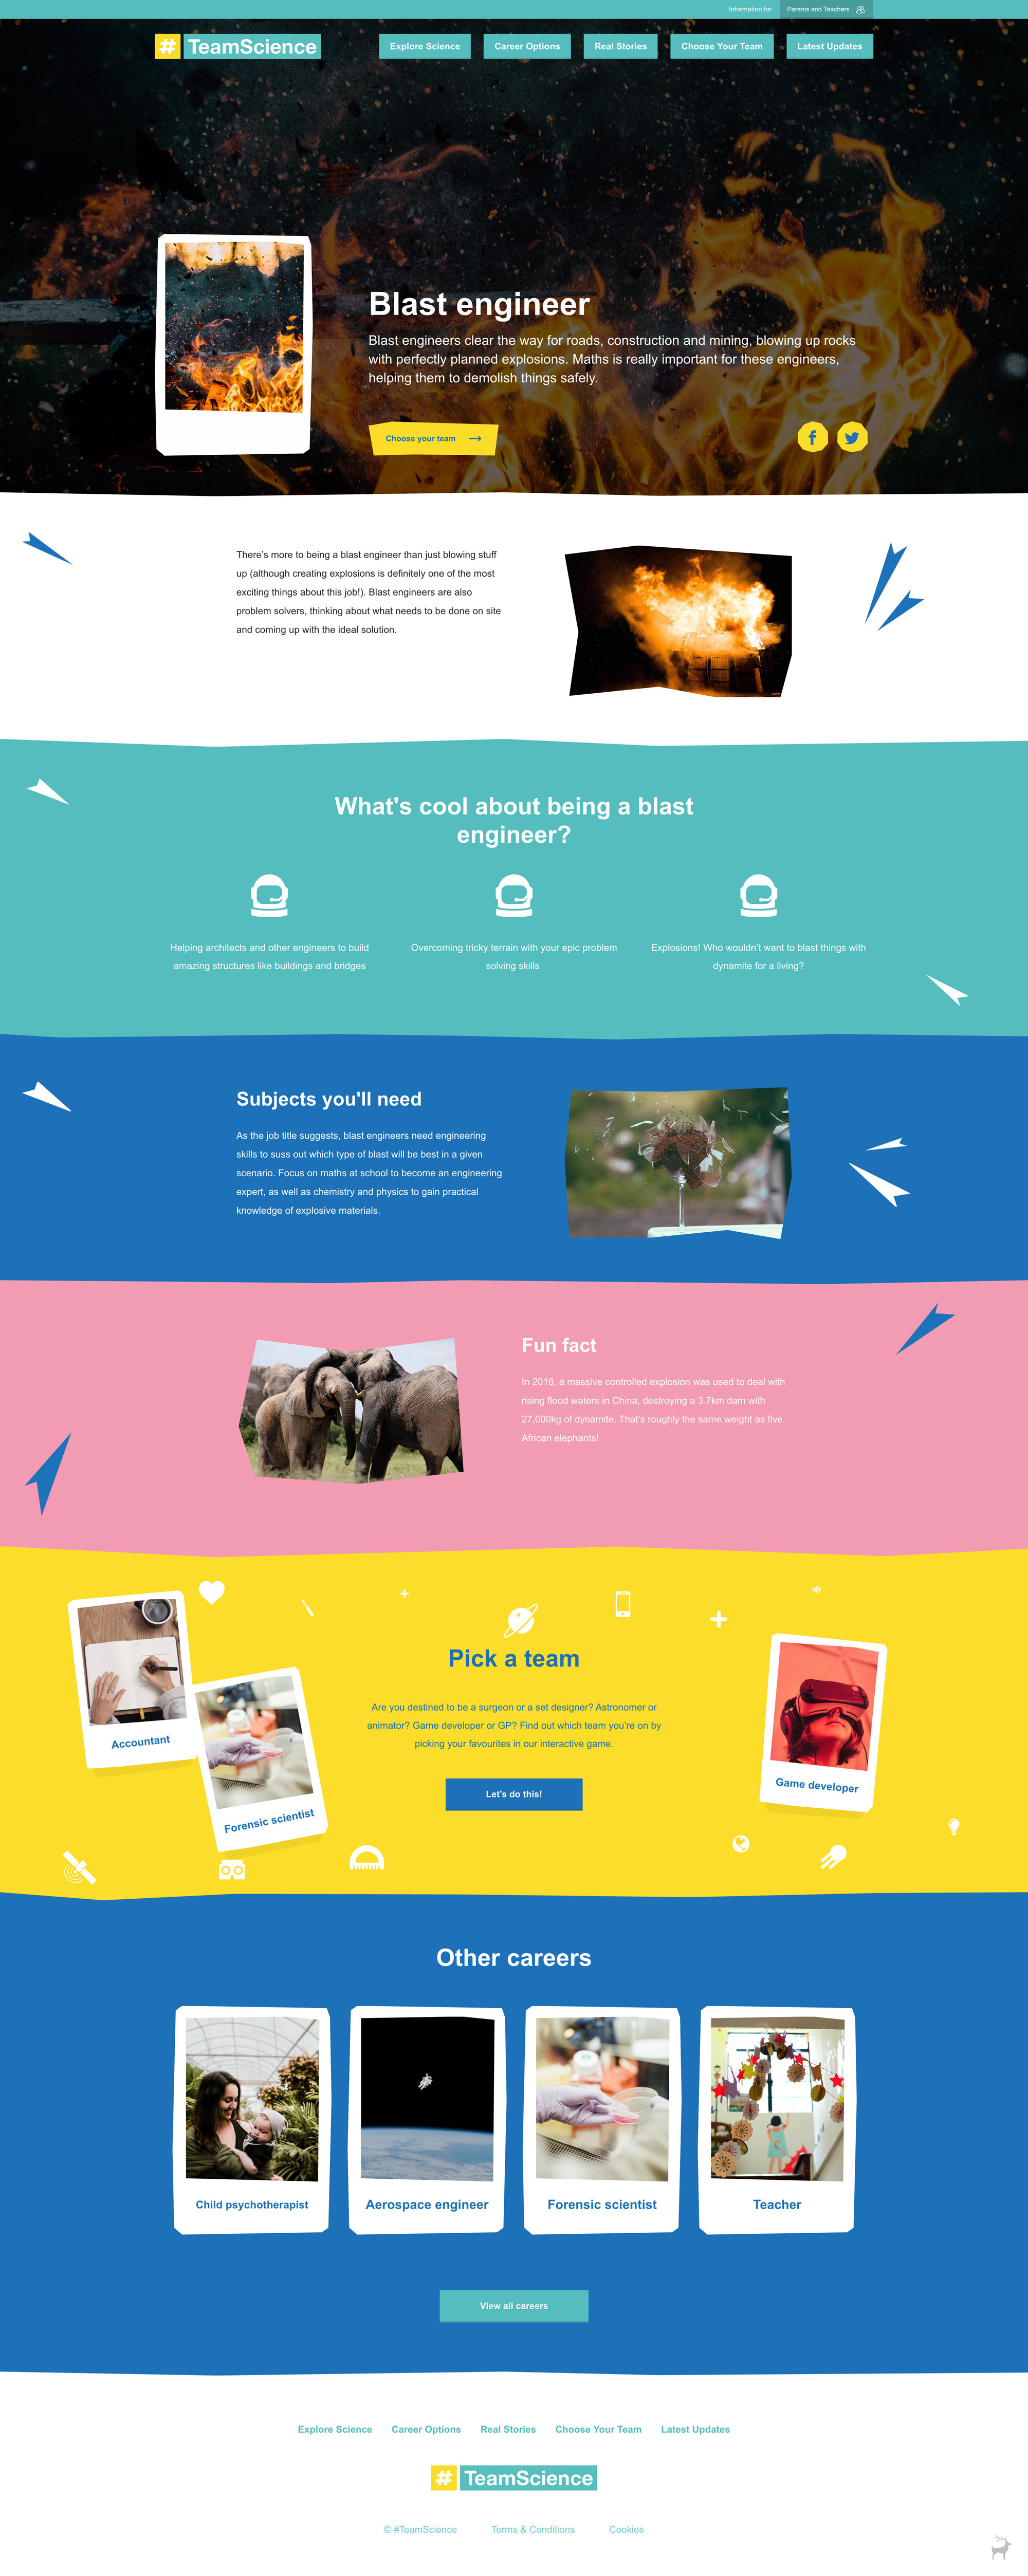 Information for
Parents and Teachers
# TeamScience
Explore Science
Career Options
Real Stories
Choose Your Team
Latest Updates
Blast engineer
Blast engineers clear the way for roads, construction and mining, blowing up rocks
with perfectly planned explosions. Maths is really important for these engineers,
helping them to demolish things safely.
Choose your team
There's more to being a blast engineer than just blowing stuff
up (although creating explosions is definitely one of the most
exciting things about this job!). Blast engineers are also
problem solvers, thinking about what needs to be done on site
and coming up with the ideal solution.
What's cool about being a blast
engineer?
Helping architects and other engineers to build
amazing structures like buildings and bridges
Overcoming tricky terrain with your epic problem
solving skills
Explosions! Who wouldn't want to blast things with
dynamite for a living?
Subjects you'll need
As the job title suggests, blast engineers need engineering
skills to suss out which type of blast will be best in a given
scenario. Focus on maths at school to become an engineering
expert, as well as chemistry and physics to gain practical
knowledge of explosive materials.
Fun fact
In 2016, a massive controlled explosion was used to deal with
rising flood waters in China, destroying a 3.7km dam with
27,000kg of dynamite. That's roughly the same weight as five
African elephants!
Accountant
Forensic scientist
Pick a team
Are you destined to be a surgeon or a set designer? Astronomer or
animator? Game developer or GP? Find out which team you're on by
picking your favourites in our interactive game.
Let's do this!
Game developer
Other careers
Child psychotherapist
Aerospace engineer
Forensic scientist
Teacher
View all careers
Explore Science
Career Options
Real Stories
Choose Your Team
Latest Updates
# TeamScience
© #TeamScience
Terms & Conditions
Cookies